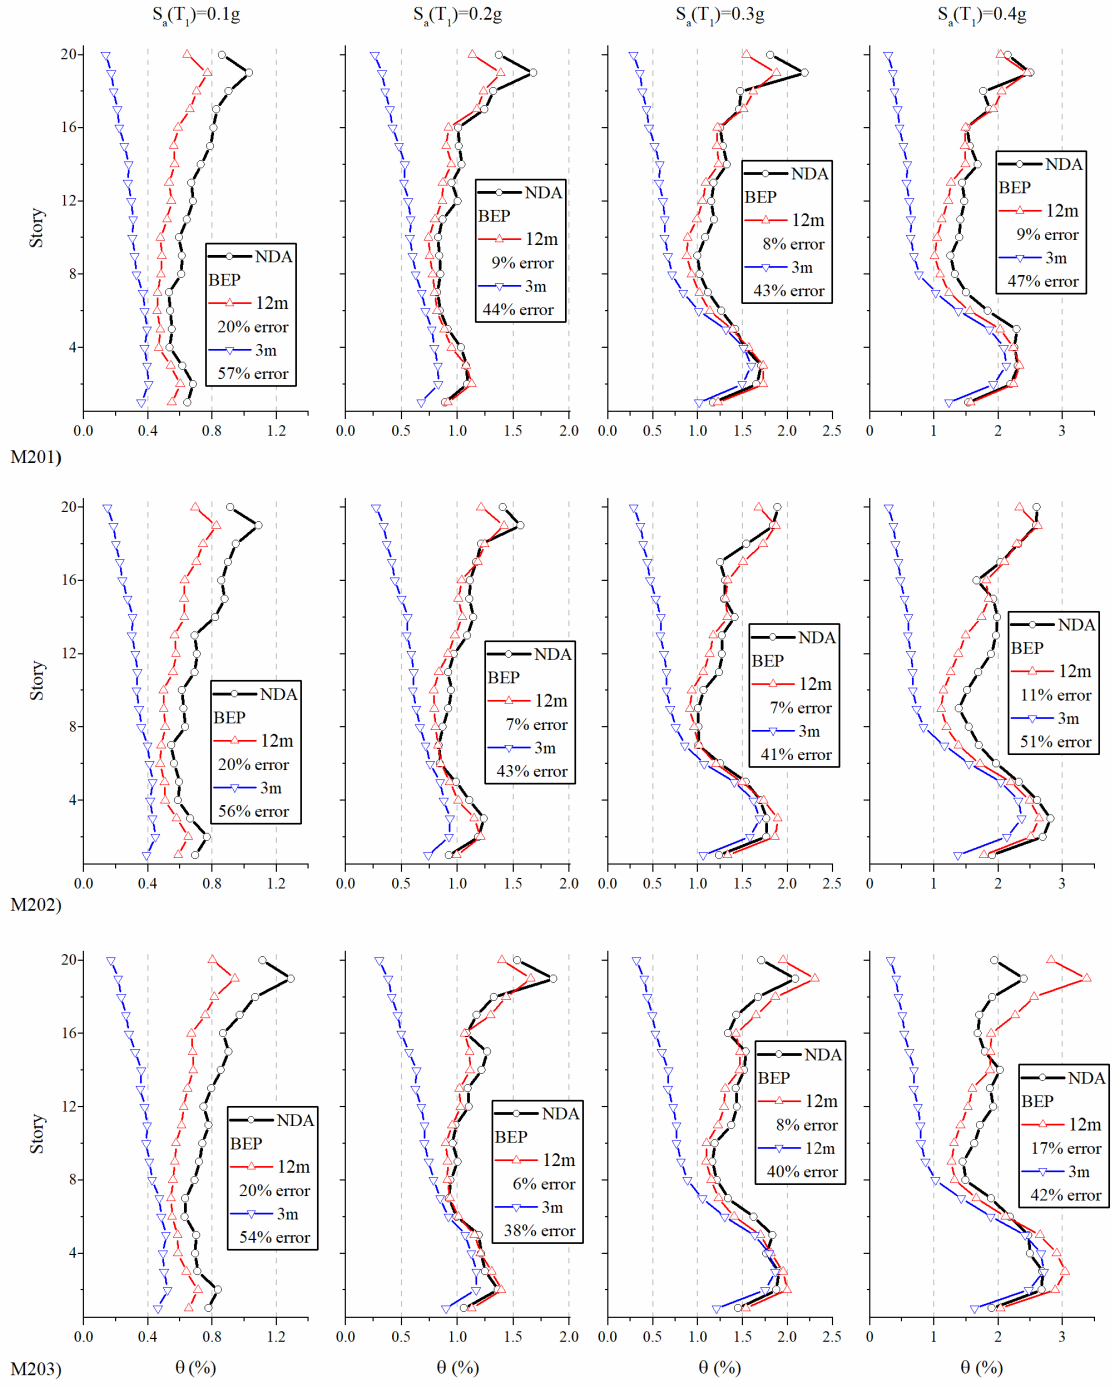 Sa(T1)=0.1g Sa(T1)=0.2g Sa(T1)=0.3g Sa(T1)=0.4g
Story
20
16
12
8
4
NDA
BEP
12m
20% error
3m
57% error
0.0 0.4 0.8 1.2
NDA
BEP
12m
9% error
3m
44% error
0.0 0.5 1.0 1.5 2.0
NDA
BEP
12m
8% error
3m
43% error
0.0 0.5 1.0 1.5 2.0 2.5
NDA
BEP
12m
9% error
3m
47% error
0 1 2 3
M201)
Story
20
16
12
8
4
NDA
BEP
12m
20% error
3m
56% error
0.0 0.4 0.8 1.2
NDA
BEP
12m
7% error
3m
43% error
0.0 0.5 1.0 1.5 2.0
NDA
BEP
12m
7% error
3m
41% error
0.0 0.5 1.0 1.5 2.0 2.5
NDA
BEP
12m
11% error
3m
51% error
0 1 2 3
M202)
Story
20
16
12
8
4
NDA
BEP
12m
20% error
3m
54% error
0.0 0.4 0.8 1.2
NDA
BEP
12m
6% error
3m
38% error
0.0 0.5 1.0 1.5 2.0
NDA
BEP
12m
8% error
12m
40% error
0.0 0.5 1.0 1.5 2.0 2.5
NDA
BEP
12m
17% error
3m
42% error
0 1 2 3
M203) θ (%) θ (%) θ (%) θ (%)